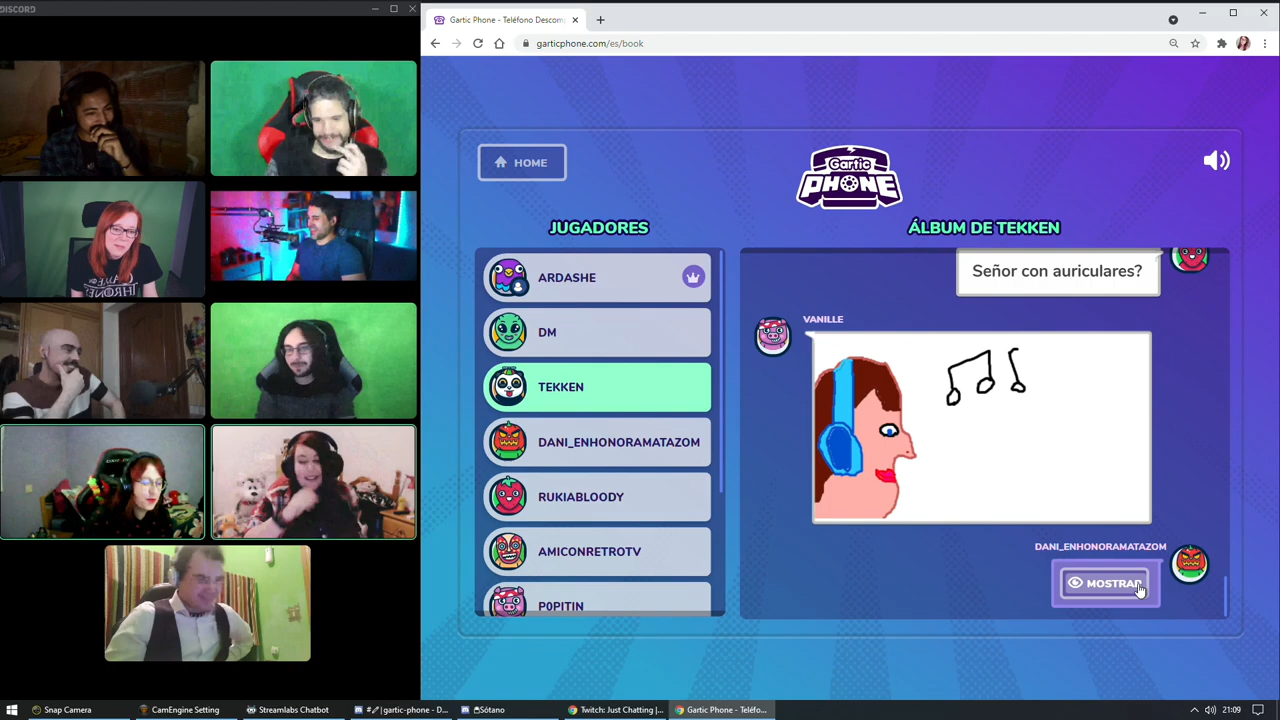 DISCORD
Gartic Phone - Teléfono Descom
garticphone.com/es/book
HOME
Gartic
PHONE
JUGADORES
ÁLBUM DE TEKKEN
ARDASHE
DM
TEKKEN
DANI_ENHONORAMATAZOM
RUKIABLOODY
AMICONRETROTV
P0PITIN
Señor con auriculares?
VANILLE
DANI_ENHONORAMATAZOM
MOSTRAR
Snap Camera
CamEngine Setting
Streamlabs Chatbot
#🖊️│gartic-phone - D...
Sótano
Twitch: Just Chatting |...
Gartic Phone - Teléfo...
21:09